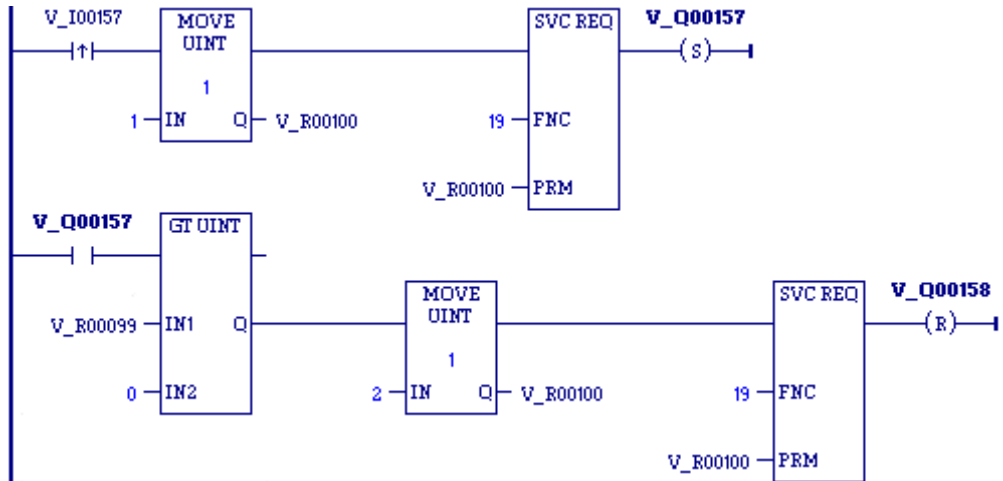 V_I00157
MOVE
UINT
1
1 IN Q V_R00100
SVC REQ
19 FNC
V_R00100 PRM
V_Q00157
(S)
V_Q00157
GT UINT
V_R00099 IN1 Q
0 IN2
MOVE
UINT
1
2 IN Q V_R00100
SVC REQ
19 FNC
V_R00100 PRM
V_Q00158
(R)